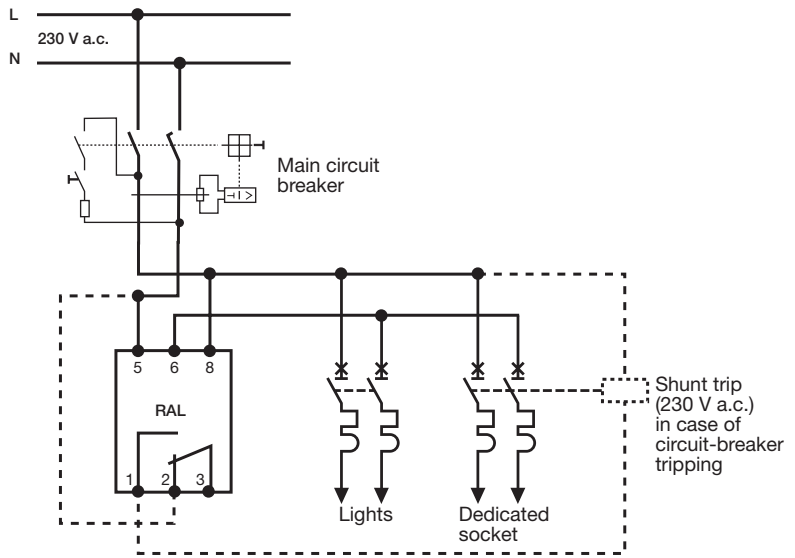 L
230 V a.c.
N
Main circuit
breaker
5 6 8
RAL
1 2 3
Shunt trip
(230 V a.c.)
in case of
circuit-breaker
tripping
Lights
Dedicated
socket